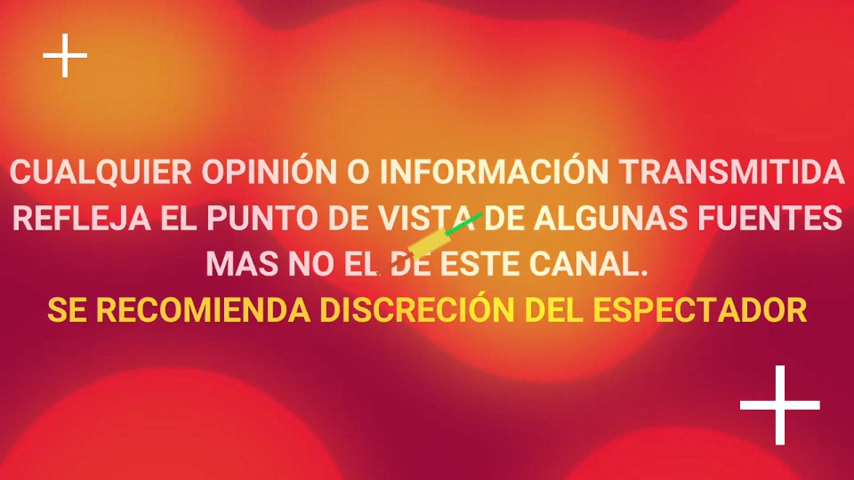 CUALQUIER OPINIÓN O INFORMACIÓN TRANSMITIDA
REFLEJA EL PUNTO DE VISTA DE ALGUNAS FUENTES
MAS NO EL DE ESTE CANAL.
SE RECOMIENDA DISCRECIÓN DEL ESPECTADOR